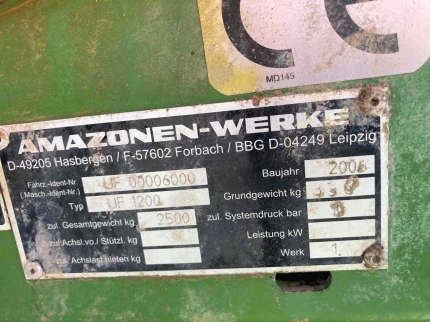 CE
MD145
AMAZONEN-WERKE
D-49205 Hasbergen / F-57602 Forbach / BBG D-04249 Leipzig
Fahrz.-Ident-Nr. (Masch.-Ident-Nr.) UF 00006000
Typ UF 1200
zul. Gesamtgewicht kg 2500
zul. Achsl.vo./ Stützl. kg
zul. Achslast hinten kg
Baujahr 2006
Grundgewicht kg
zul. Systemdruck bar
Leistung kW
Werk 1